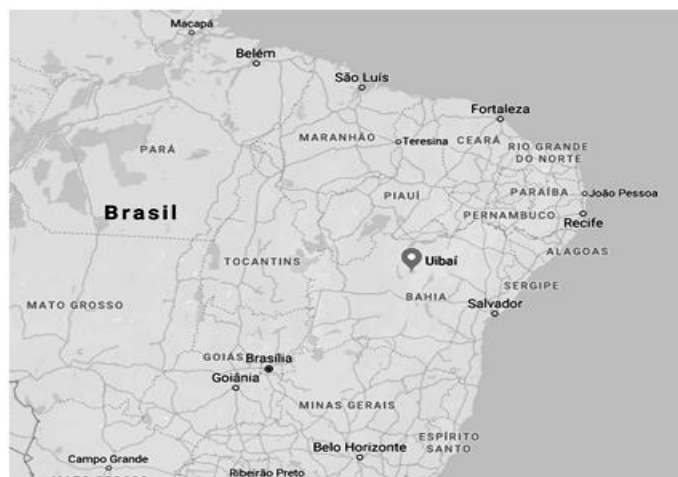 Macapá
Belém
São Luís
Fortaleza
MARANHÃO
Teresina
CEARÁ
RIO GRANDE
DO NORTE
PARÁ
PIAUÍ
PARAÍBA
João Pessoa
Brasil
PERNAMBUCO
Recife
TOCANTINS
Uibaí
ALAGOAS
SERGIPE
MATO GROSSO
BAHIA
Salvador
GOIÁS
Brasília
Goiânia
MINAS GERAIS
ESPÍRITO
SANTO
Belo Horizonte
Campo Grande
Ribeirão Preto
MATO GROSSO